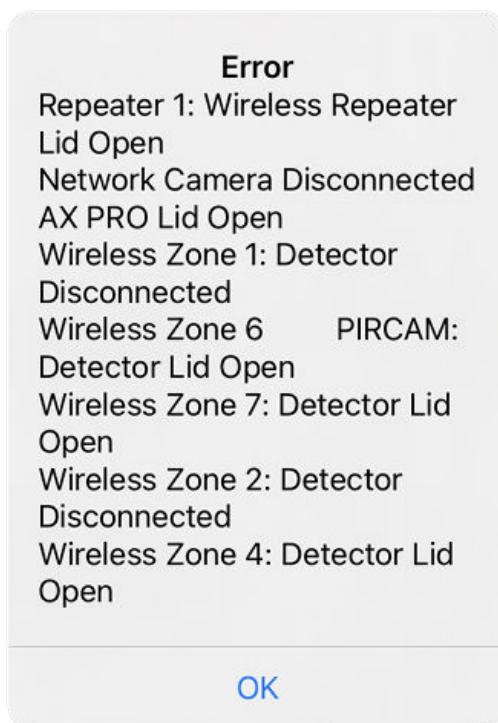 Error
Repeater 1: Wireless Repeater
Lid Open
Network Camera Disconnected
AX PRO Lid Open
Wireless Zone 1: Detector
Disconnected
Wireless Zone 6 PIRCAM:
Detector Lid Open
Wireless Zone 7: Detector Lid
Open
Wireless Zone 2: Detector
Disconnected
Wireless Zone 4: Detector Lid
Open
OK